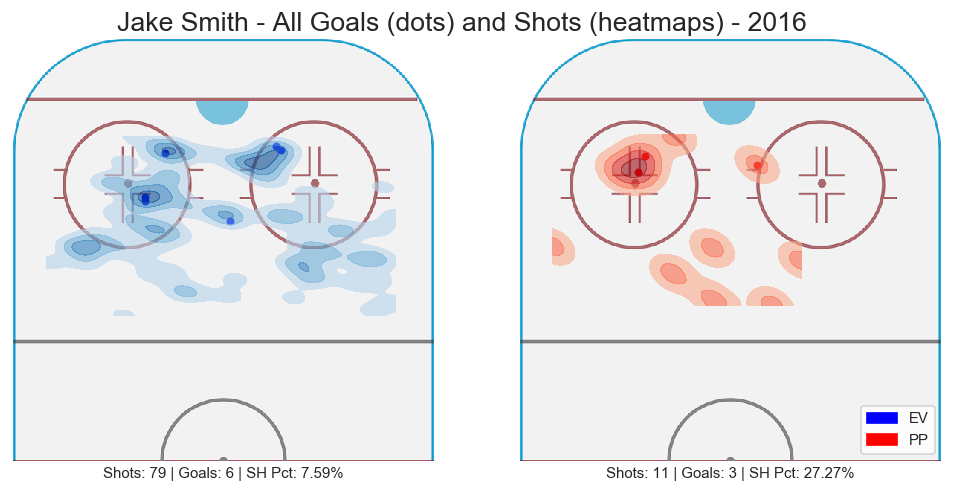 Jake Smith - All Goals (dots) and Shots (heatmaps) - 2016
EV
PP
Shots: 79 | Goals: 6 | SH Pct: 7.59%
Shots: 11 | Goals: 3 | SH Pct: 27.27%